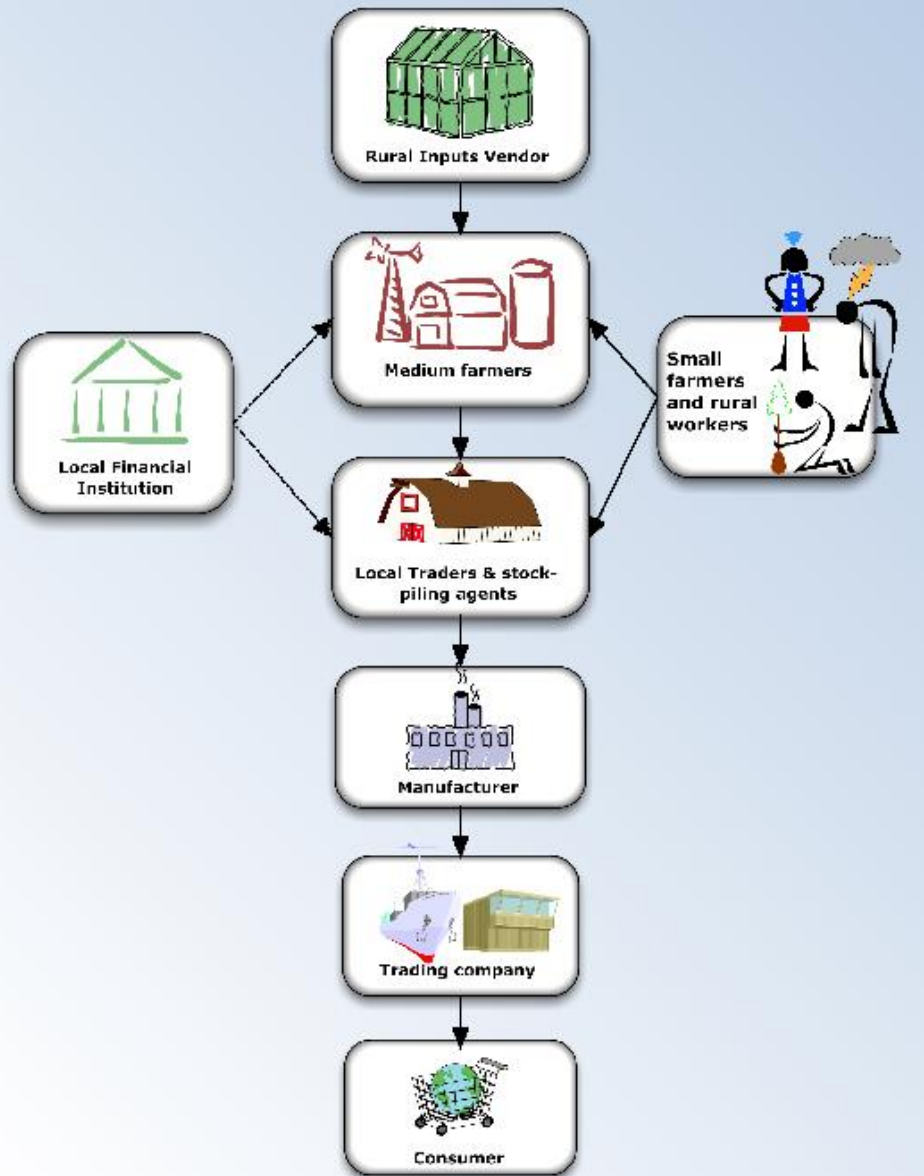 Rural Inputs Vendor
Medium farmers
Small
farmers
and rural
workers
Local Financial
Institution
Local Traders & stock-
piling agents
Manufacturer
Trading company
Consumer